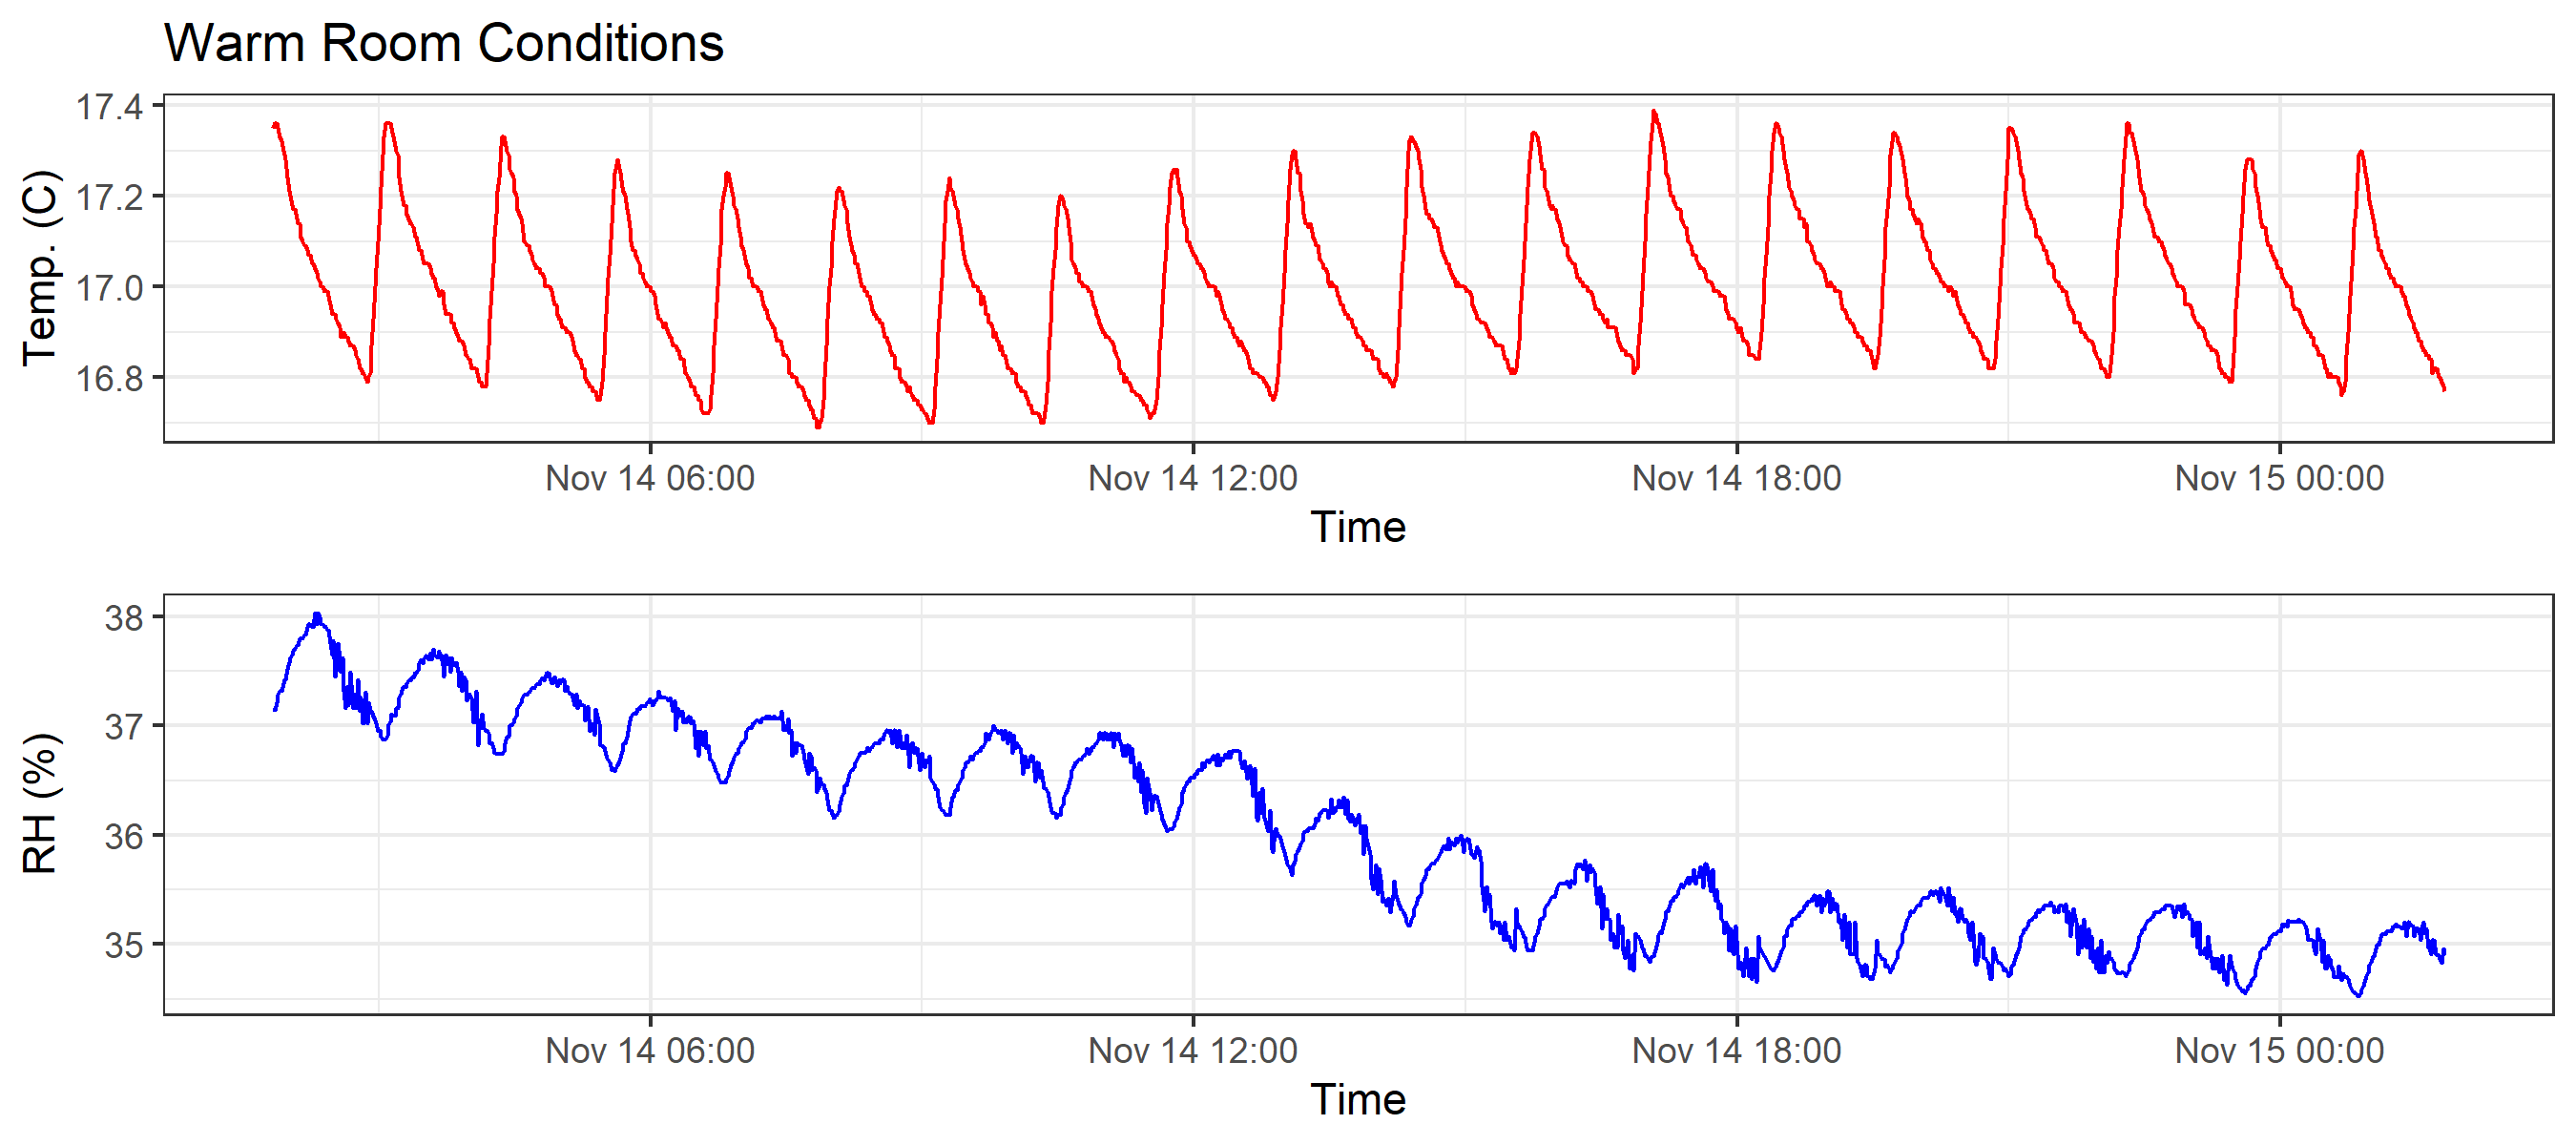 Warm Room Conditions
Temp. (C)
17.4
17.2
17.0
16.8
Nov 14 06:00 Nov 14 12:00 Nov 14 18:00 Nov 15 00:00
Time
RH (%)
38
37
36
35
Nov 14 06:00 Nov 14 12:00 Nov 14 18:00 Nov 15 00:00
Time